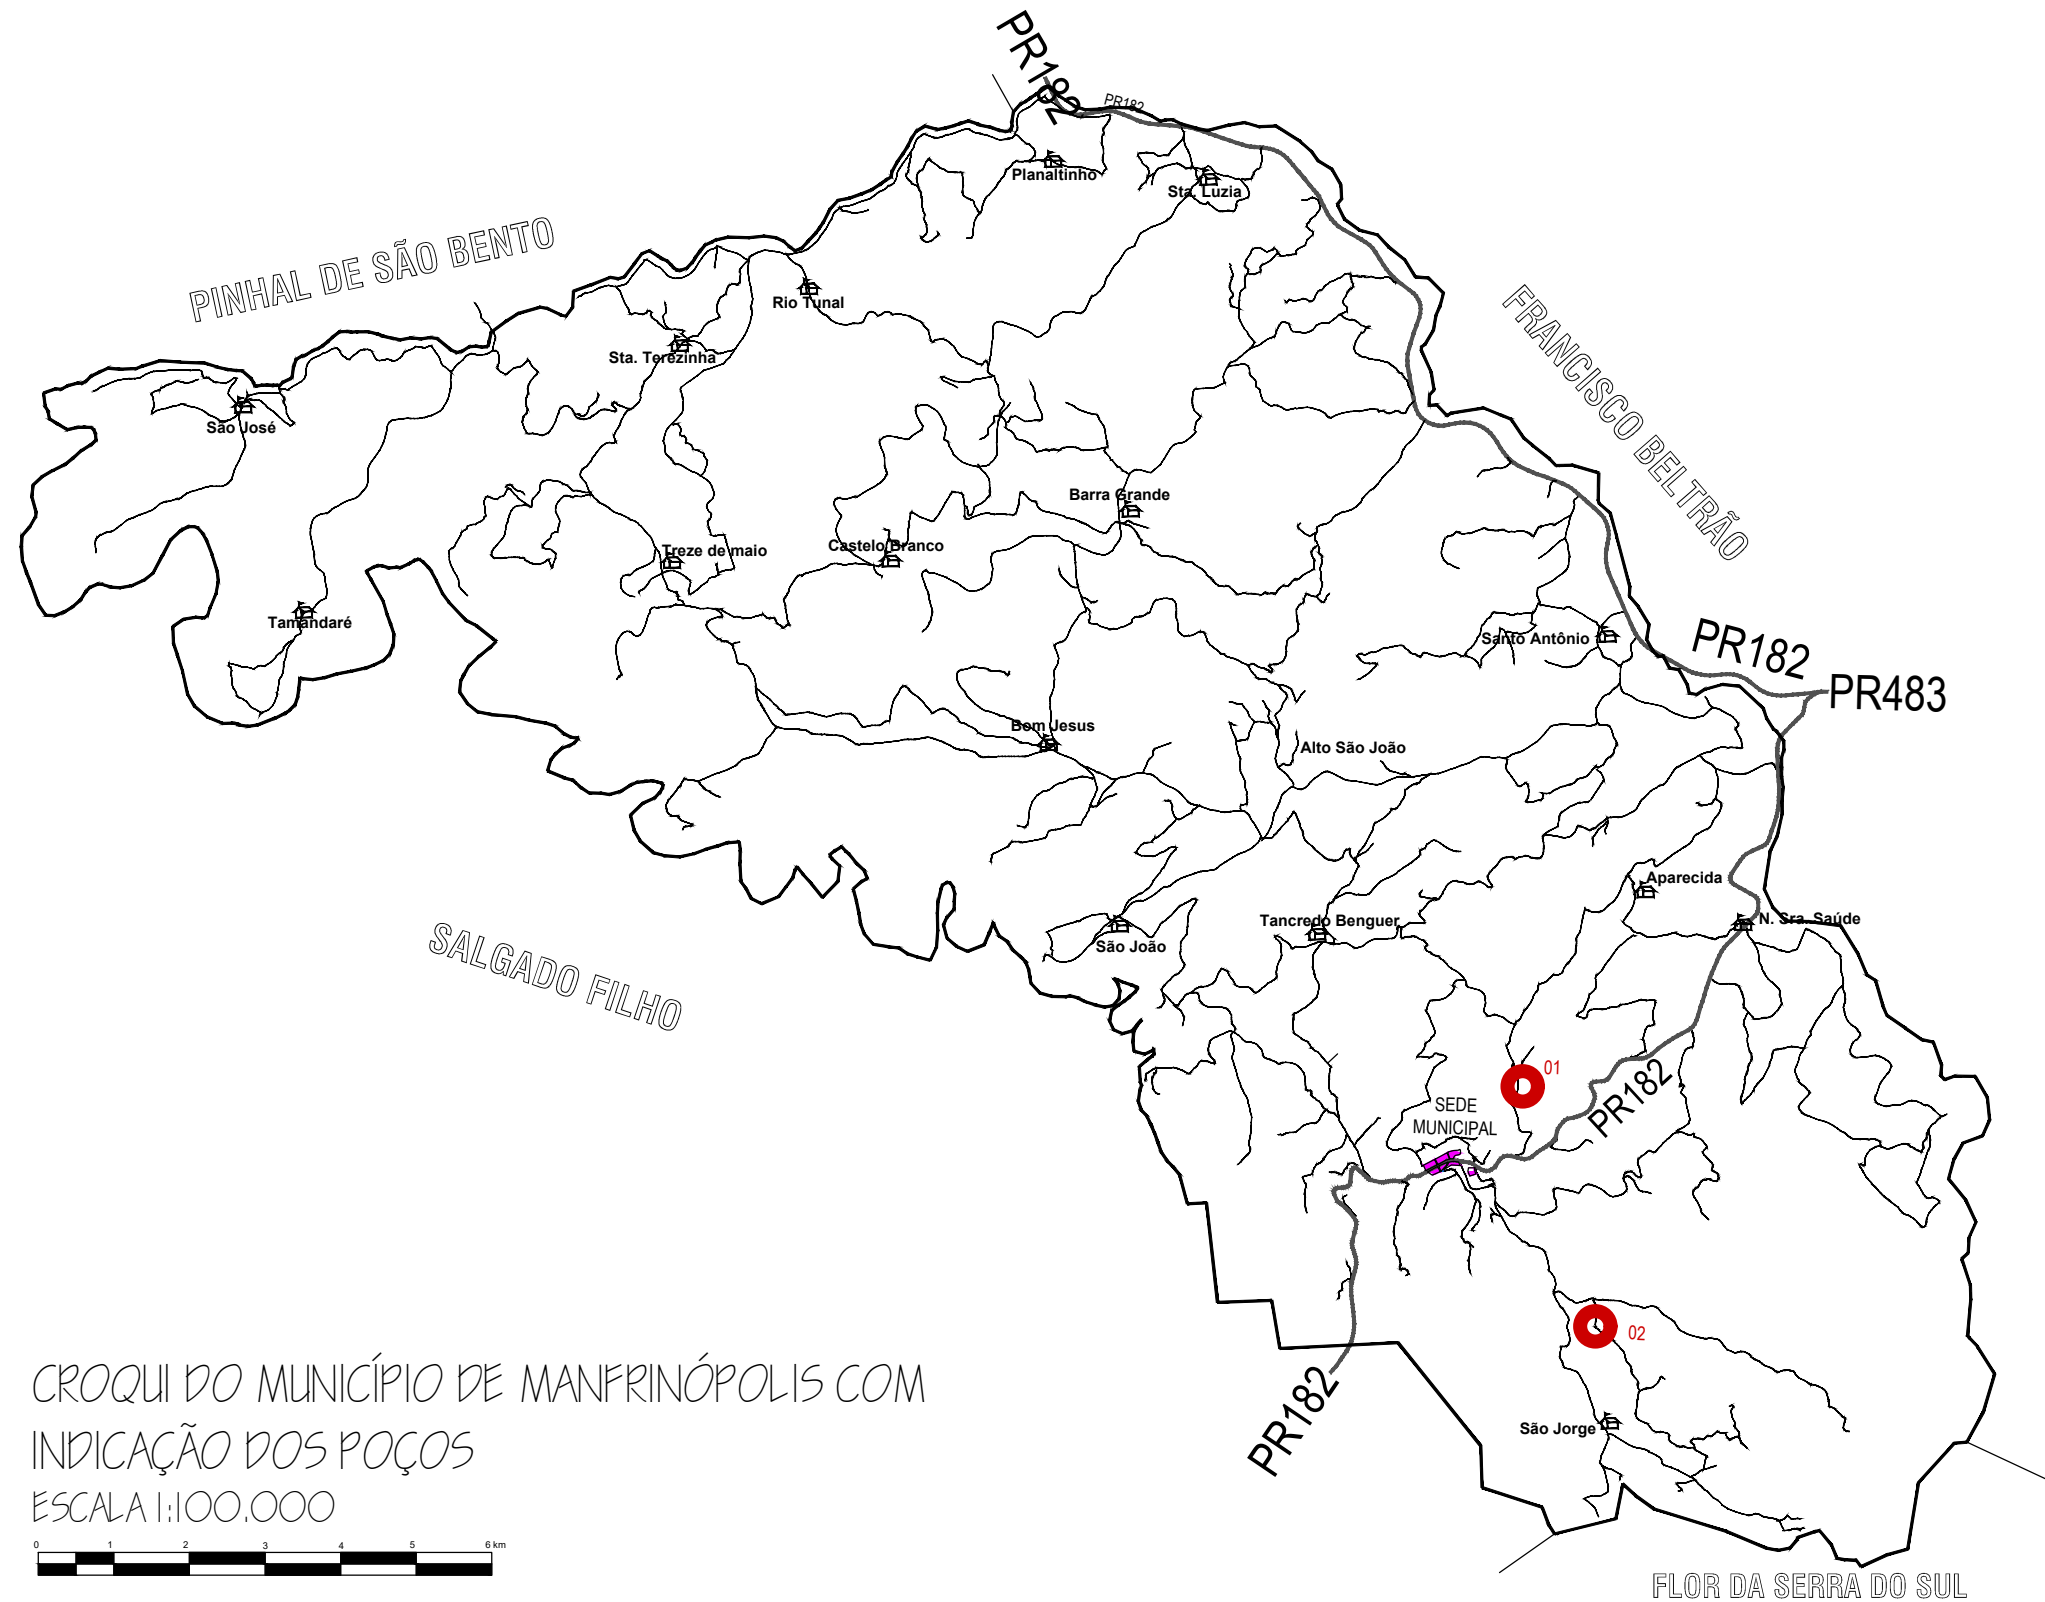 PR182
PR182
Planaltinho
Sta. Luzia
PINHAL DE SÃO BENTO
Rio Tunal
FRANCISCO BELTRÃO
Sta. Terezinha
São José
Barra Grande
Treze de maio
Castelo Branco
Tamandaré
Santo Antônio
PR182
PR483
Bom Jesus
Alto São João
Aparecida
N. Sra. Saúde
Tancredo Benguer
São João
SALGADO FILHO
01
PR182
SEDE
MUNICIPAL
02
PR182
São Jorge
CROQUI DO MUNICÍPIO DE MANFRINÓPOLIS COM
INDICAÇÃO DOS POÇOS
ESCALA 1:100.000
0 1 2 3 4 5 6 km
FLOR DA SERRA DO SUL